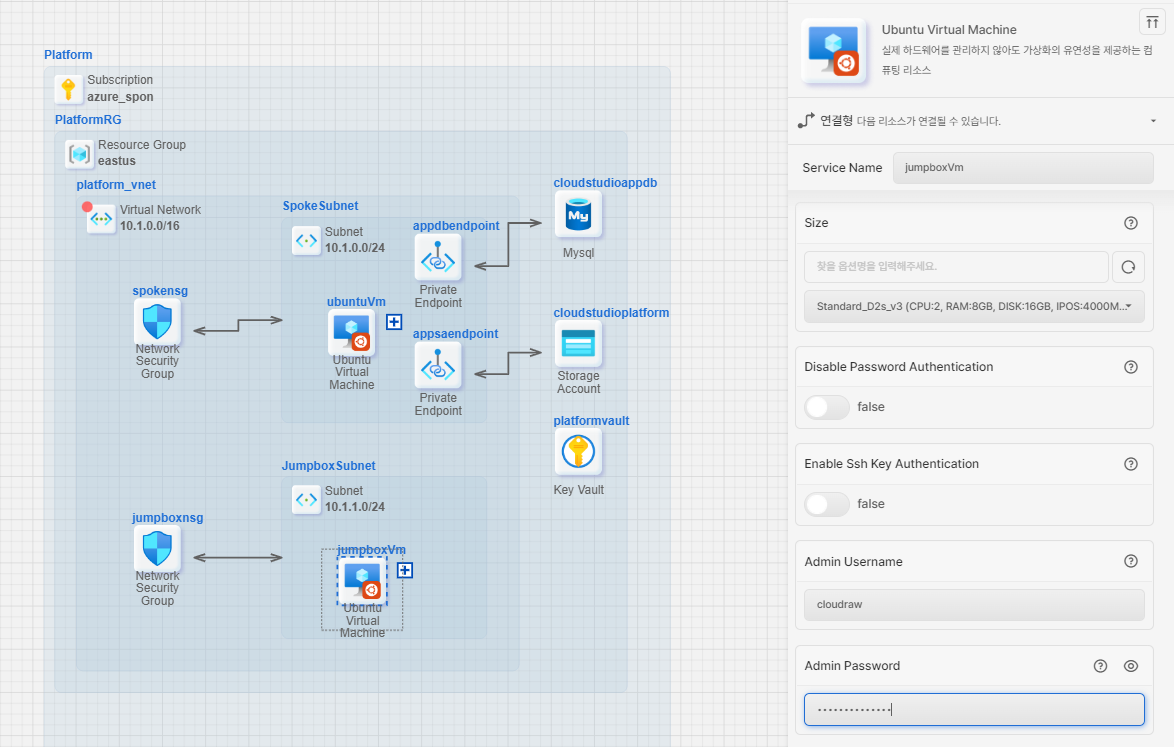 Platform
Subscription
azure_spon
PlatformRG
Resource Group
eastus
platform_vnet
Virtual Network
10.1.0.0/16
SpokeSubnet
Subnet
10.1.0.0/24
appdbendpoint
Private
Endpoint
cloudstudioappdb
My
Mysql
spokensg
Network
Security
Group
ubuntuVm
Ubuntu
Virtual
Machine
appsaendpoint
Private
Endpoint
cloudstudioplatform
Storage
Account
platformvault
Key Vault
JumpboxSubnet
Subnet
10.1.1.0/24
jumpboxnsg
Network
Security
Group
jumpboxVm
Ubuntu
Virtual
Machine
Ubuntu Virtual Machine
실제 하드웨어를 관리하지 않아도 가상화의 유연성을 제공하는 컴
퓨팅 리소스
연결형 다음 리소스가 연결될 수 있습니다.
Service Name
jumpboxVm
Size
찾을 옵션명을 입력해주세요.
Standard_D2s_v3 (CPU:2, RAM:8GB, DISK:16GB, IPOS:4000M...
Disable Password Authentication
false
Enable Ssh Key Authentication
false
Admin Username
cloudraw
Admin Password
••••••••••••••